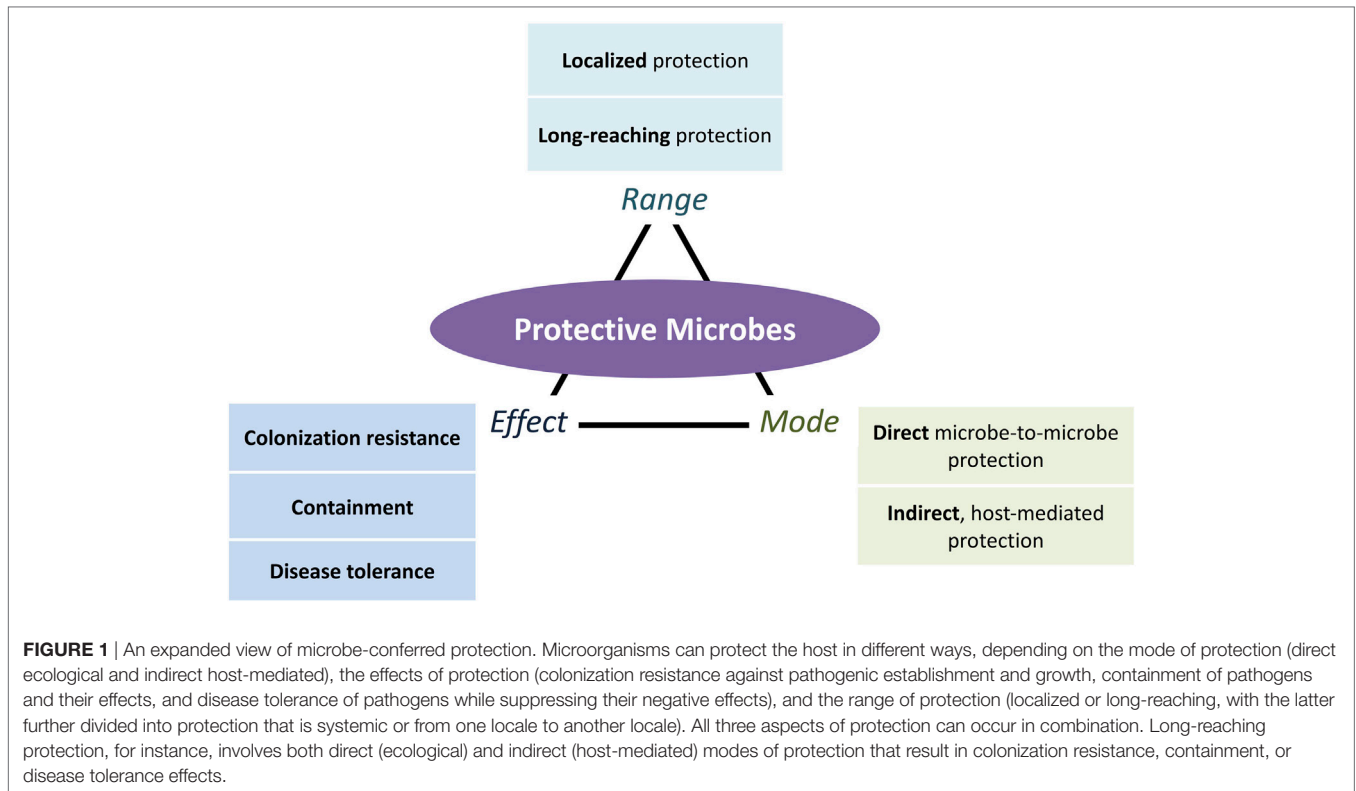 Localized protection
Long-reaching protection
Range
Protective Microbes
Effect
Mode
Colonization resistance
Containment
Disease tolerance
Direct microbe-to-microbe
protection
Indirect, host-mediated
protection
FIGURE 1 | An expanded view of microbe-conferred protection. Microorganisms can protect the host in different ways, depending on the mode of protection (direct
ecological and indirect host-mediated), the effects of protection (colonization resistance against pathogenic establishment and growth, containment of pathogens
and their effects, and disease tolerance of pathogens while suppressing their negative effects), and the range of protection (localized or long-reaching, with the latter
further divided into protection that is systemic or from one locale to another locale). All three aspects of protection can occur in combination. Long-reaching
protection, for instance, involves both direct (ecological) and indirect (host-mediated) modes of protection that result in colonization resistance, containment, or
disease tolerance effects.